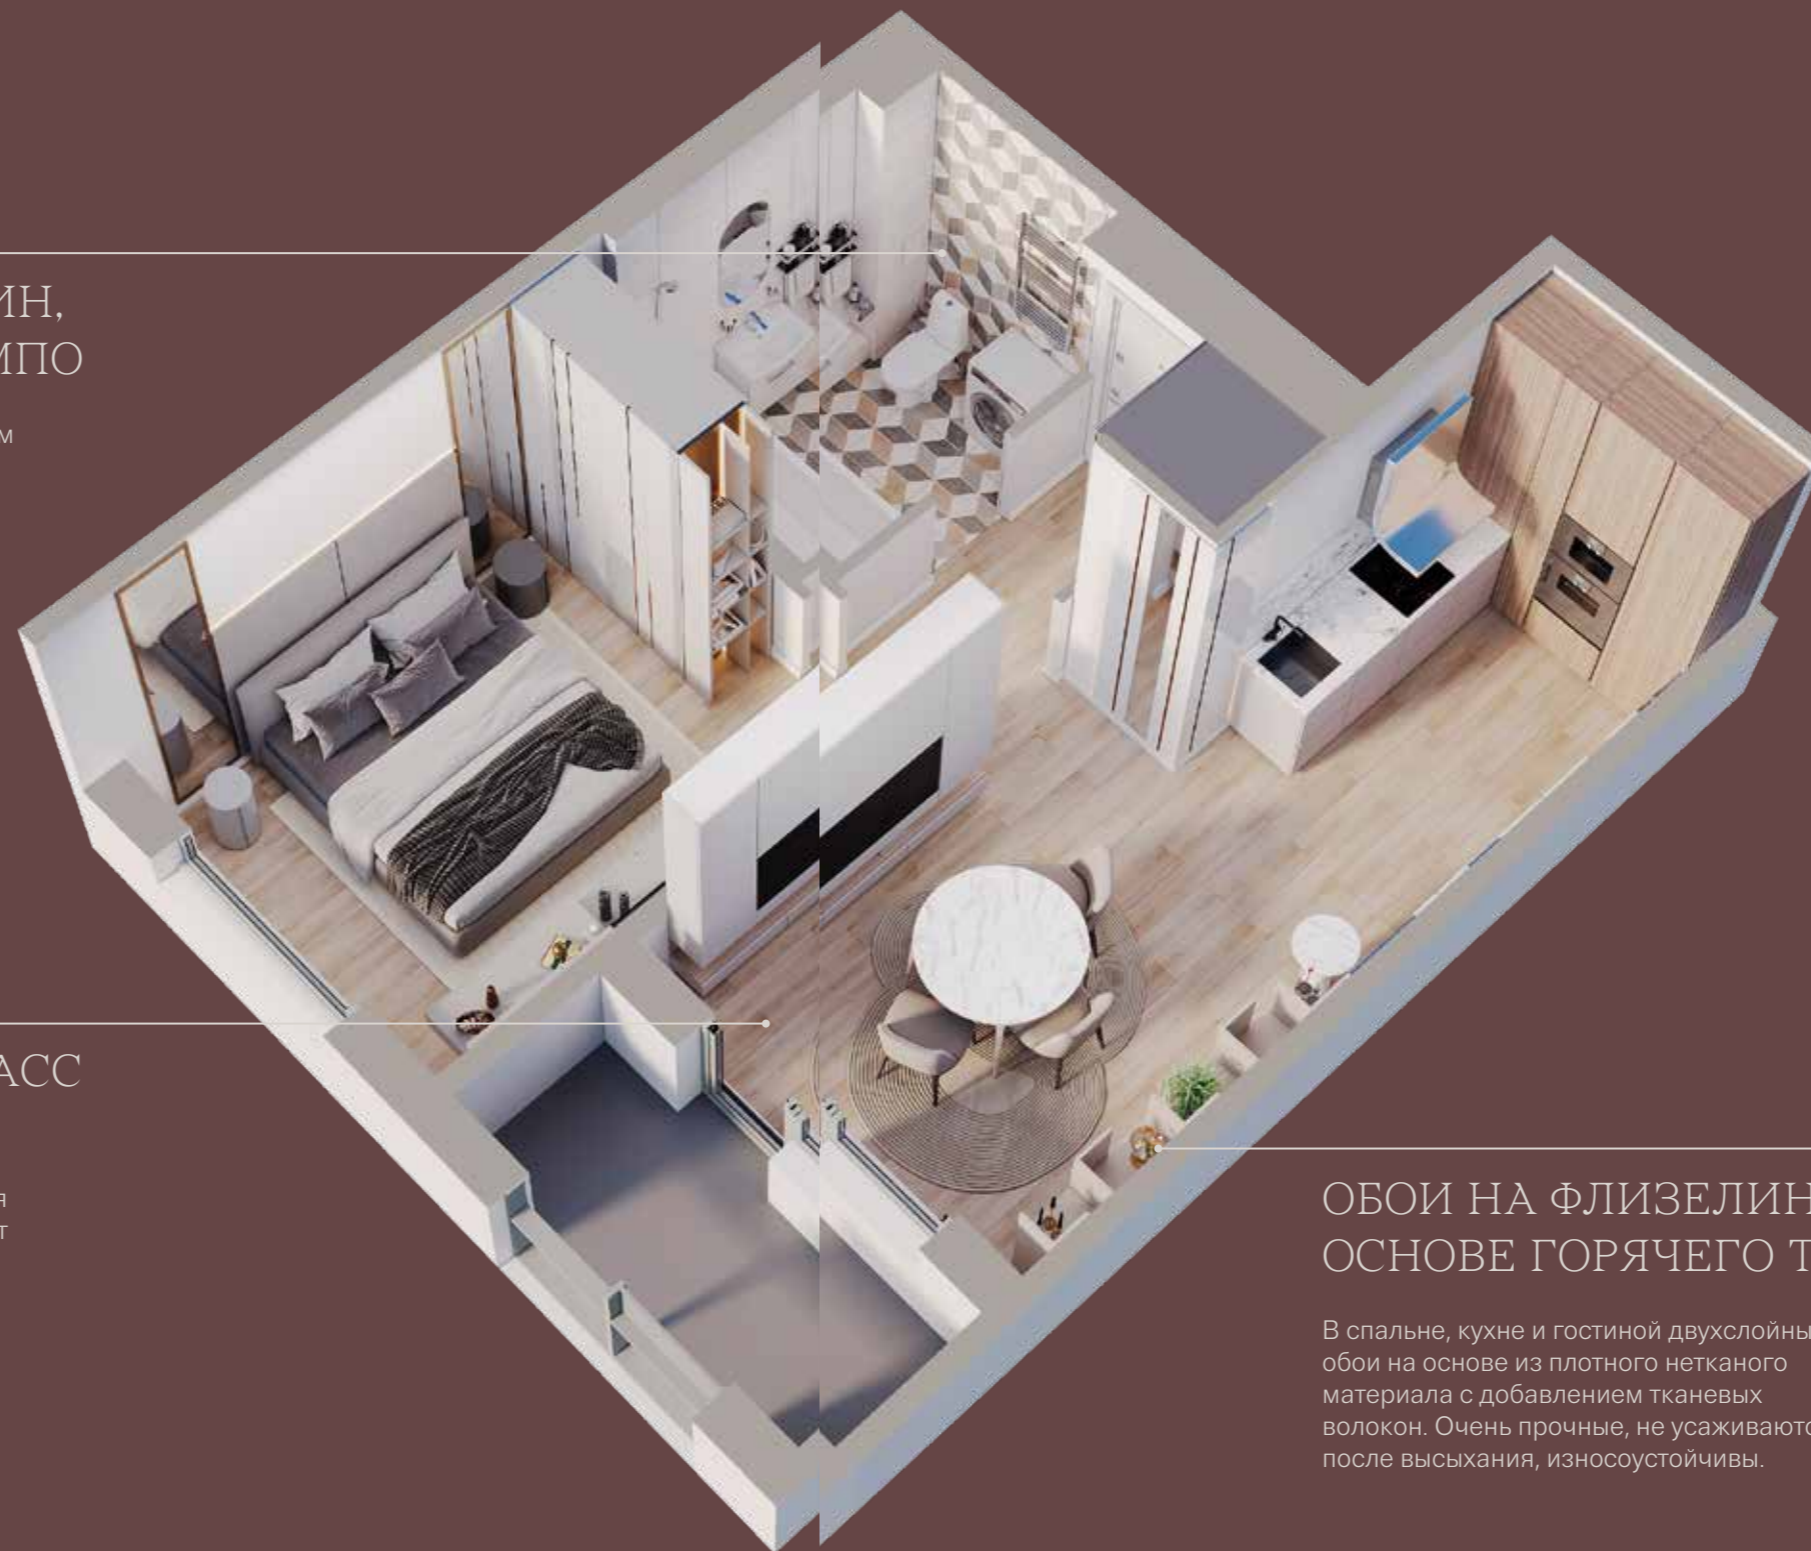 ИН,
МПО
м
АСС
я
т
ОБОИ НА ФЛИЗЕЛИН
ОСНОВЕ ГОРЯЧЕГО Т
В спальне, кухне и гостиной двухслойны
обои на основе из плотного нетканого
материала с добавлением тканевых
волокон. Очень прочные, не усаживаютс
после высыхания, износоустойчивы.